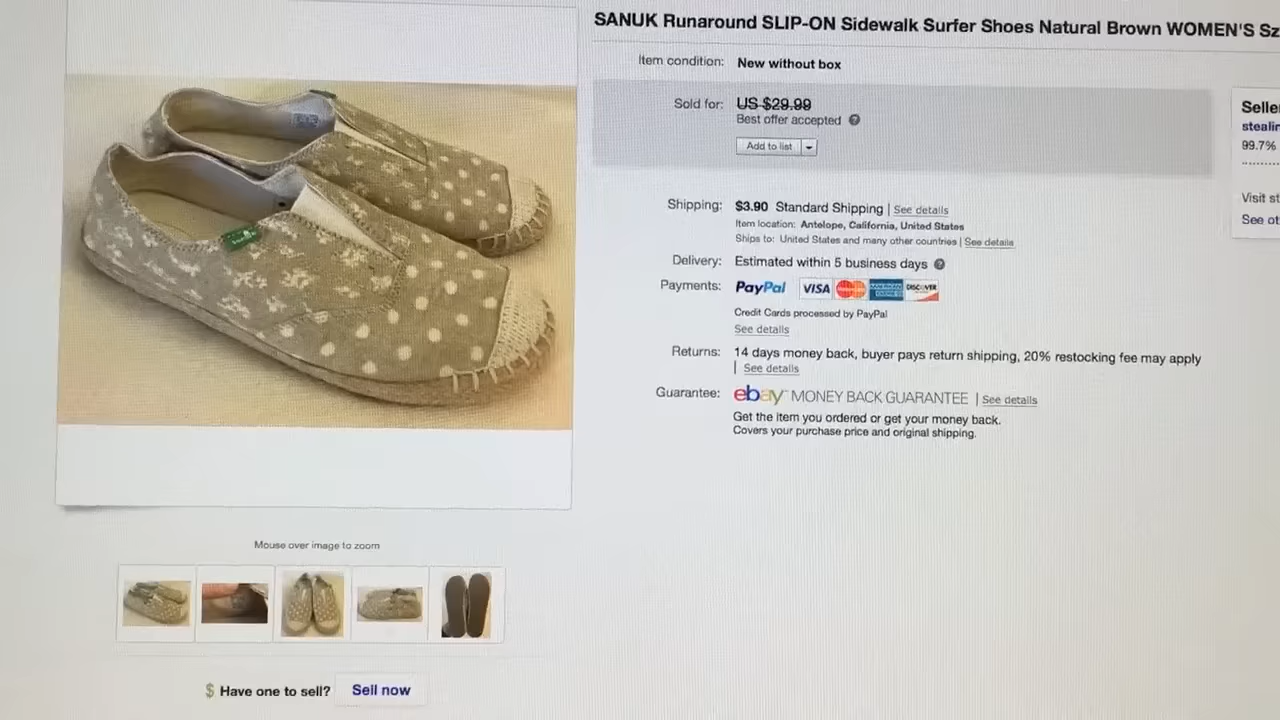 SANUK Runaround SLIP-ON Sidewalk Surfer Shoes Natural Brown WOMEN'S Sz
Item condition: New without box
Sold for: US $29.99
Best offer accepted
Add to list
Shipping: $3.90 Standard Shipping | See details
Item location: Antelope, California, United States
Ships to: United States and many other countries | See details
Delivery: Estimated within 5 business days
Payments: PayPal VISA MasterCard AMERICAN EXPRESS DISCOVER
Credit Cards processed by PayPal
See details
Returns: 14 days money back, buyer pays return shipping, 20% restocking fee may apply
| See details
Guarantee: ebay MONEY BACK GUARANTEE | See details
Get the item you ordered or get your money back.
Covers your purchase price and original shipping.
Selle
stealin
99.7%
Visit st
See ot
Mouse over image to zoom
$ Have one to sell? Sell now